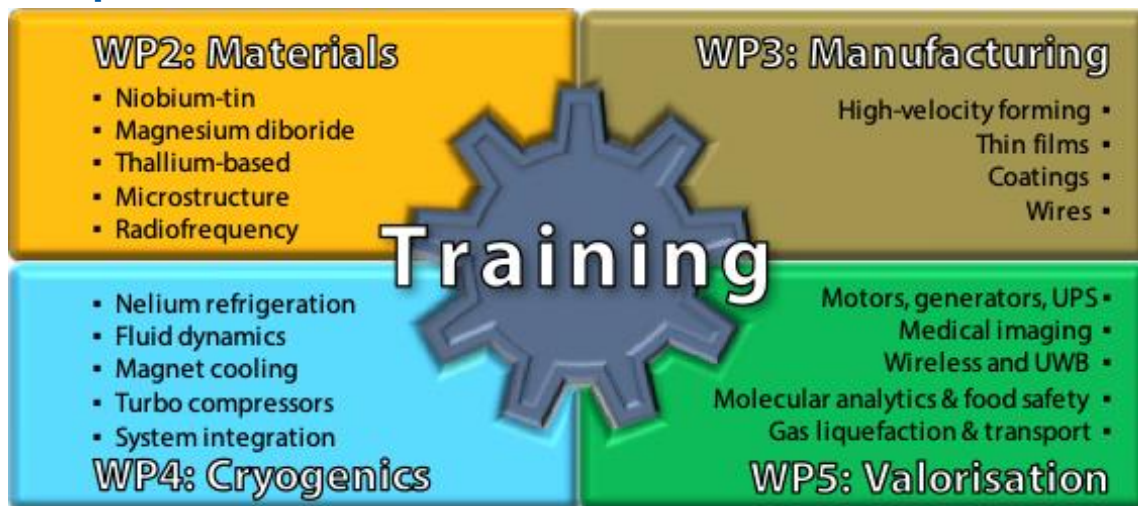 WP2: Materials
▪ Niobium-tin
▪ Magnesium diboride
▪ Thallium-based
▪ Microstructure
▪ Radiofrequency
WP3: Manufacturing
High-velocity forming ▪
Thin films ▪
Coatings ▪
Wires ▪
Training
▪ Nelium refrigeration
▪ Fluid dynamics
▪ Magnet cooling
▪ Turbo compressors
▪ System integration
WP4: Cryogenics
Motors, generators, UPS ▪
Medical imaging ▪
Wireless and UWB ▪
Molecular analytics & food safety ▪
Gas liquefaction & transport ▪
WP5: Valorisation